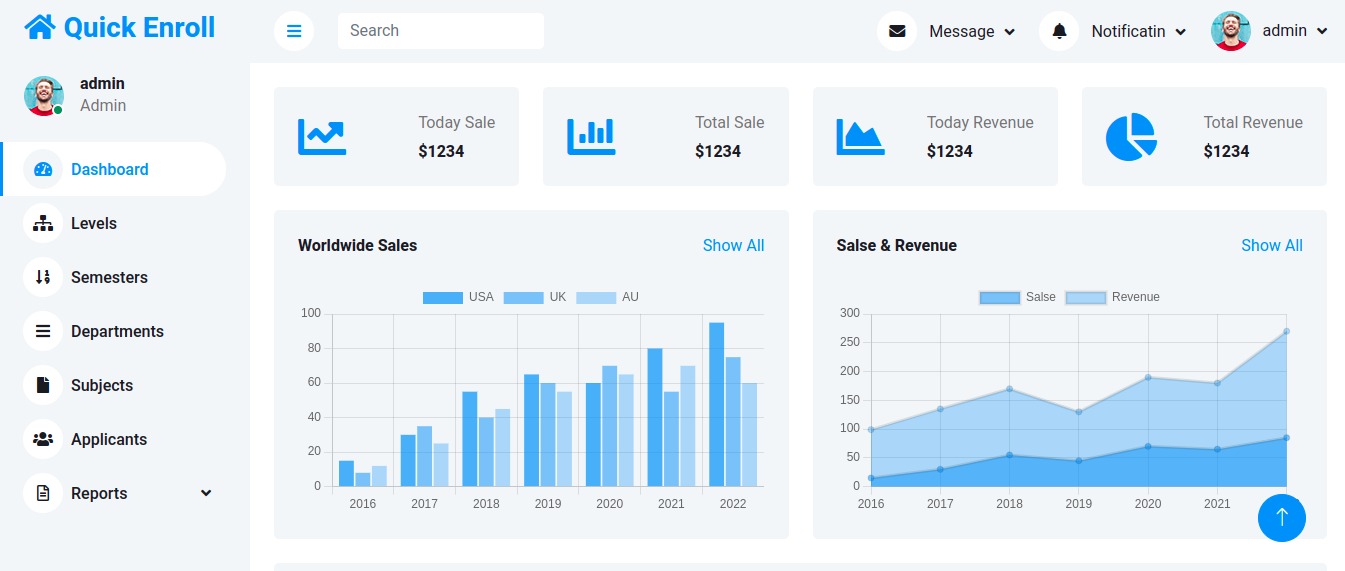 Quick Enroll
Search
Message
Notificatin
admin
admin
Admin
Dashboard
Levels
Semesters
Departments
Subjects
Applicants
Reports
Today Sale
$1234
Total Sale
$1234
Today Revenue
$1234
Total Revenue
$1234
Worldwide Sales
Show All
USA UK AU
100
80
60
40
20
0
2016 2017 2018 2019 2020 2021 2022
Salse & Revenue
Show All
Salse Revenue
300
250
200
150
100
50
0
2016 2017 2018 2019 2020 2021